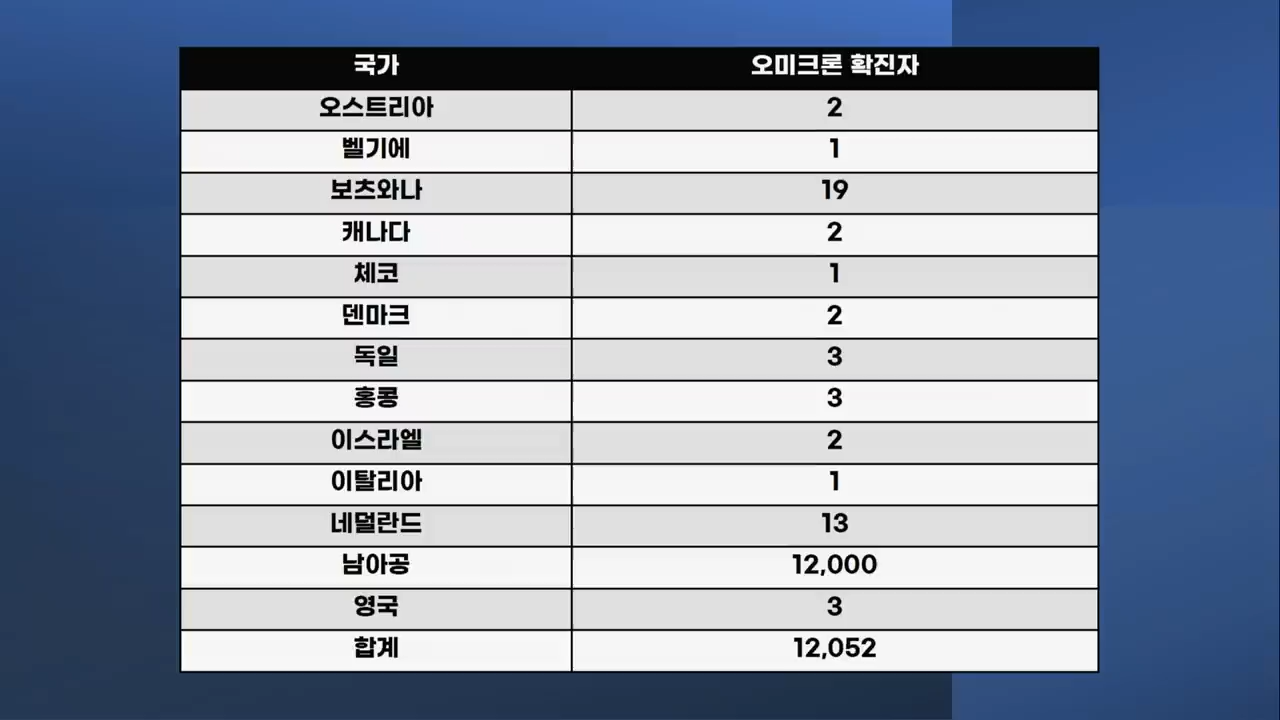 국가 오미크론 확진자
오스트리아 2
벨기에 1
보츠와나 19
캐나다 2
체코 1
덴마크 2
독일 3
홍콩 3
이스라엘 2
이탈리아 1
네덜란드 13
남아공 12,000
영국 3
합계 12,052